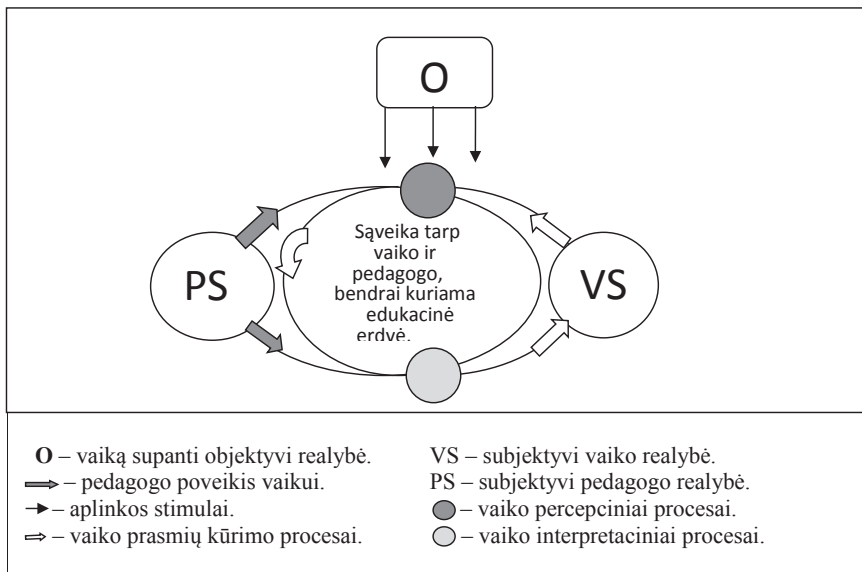 O
Sąveika tarp
vaiko ir
pedagogo,
bendrai kuriama
edukacinė
erdvė.
PS
VS
O – vaiką supanti objektyvi realybė.
– pedagogo poveikis vaikui.
– aplinkos stimulai.
– vaiko prasmių kūrimo procesai.
VS – subjektyvi vaiko realybė.
PS – subjektyvi pedagogo realybė.
– vaiko percepciniai procesai.
– vaiko interpretaciniai procesai.